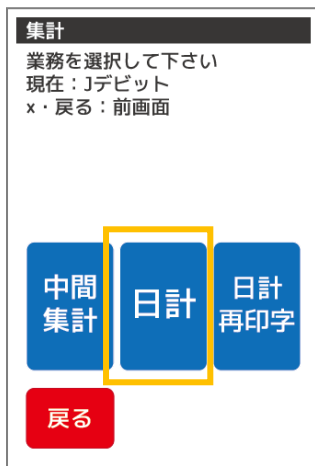 集計
業務を選択して下さい
現在：Jデビット
x・戻る：前画面
中間
集計
日計
日計
再印字
戻る